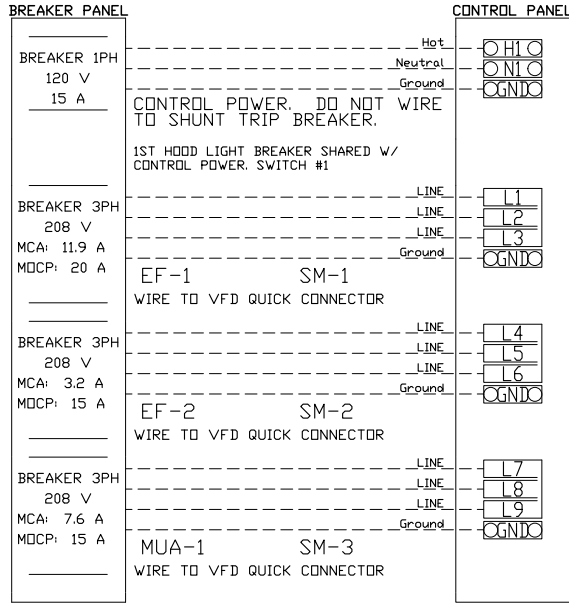 BREAKER PANEL
CONTROL PANEL
BREAKER 1PH
120 V
15 A
Hot
Neutral
Ground
H1
N1
GND
CONTROL POWER. DO NOT WIRE
TO SHUNT TRIP BREAKER.
1ST HOOD LIGHT BREAKER SHARED W/
CONTROL POWER. SWITCH #1
BREAKER 3PH
208 V
MCA: 11.9 A
MOCP: 20 A
LINE
LINE
LINE
Ground
L1
L2
L3
GND
EF-1 SM-1
WIRE TO VFD QUICK CONNECTOR
BREAKER 3PH
208 V
MCA: 3.2 A
MOCP: 15 A
LINE
LINE
LINE
Ground
L4
L5
L6
GND
EF-2 SM-2
WIRE TO VFD QUICK CONNECTOR
BREAKER 3PH
208 V
MCA: 7.6 A
MOCP: 15 A
LINE
LINE
LINE
Ground
L7
L8
L9
GND
MUA-1 SM-3
WIRE TO VFD QUICK CONNECTOR